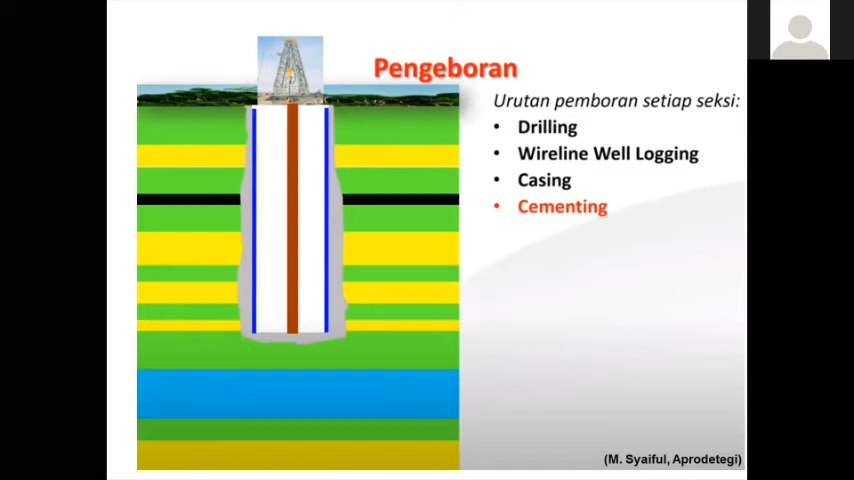 Pengeboran
Urutan pemboran setiap seksi:
• Drilling
• Wireline Well Logging
• Casing
• Cementing
(M. Syaiful, Aprodetegi)